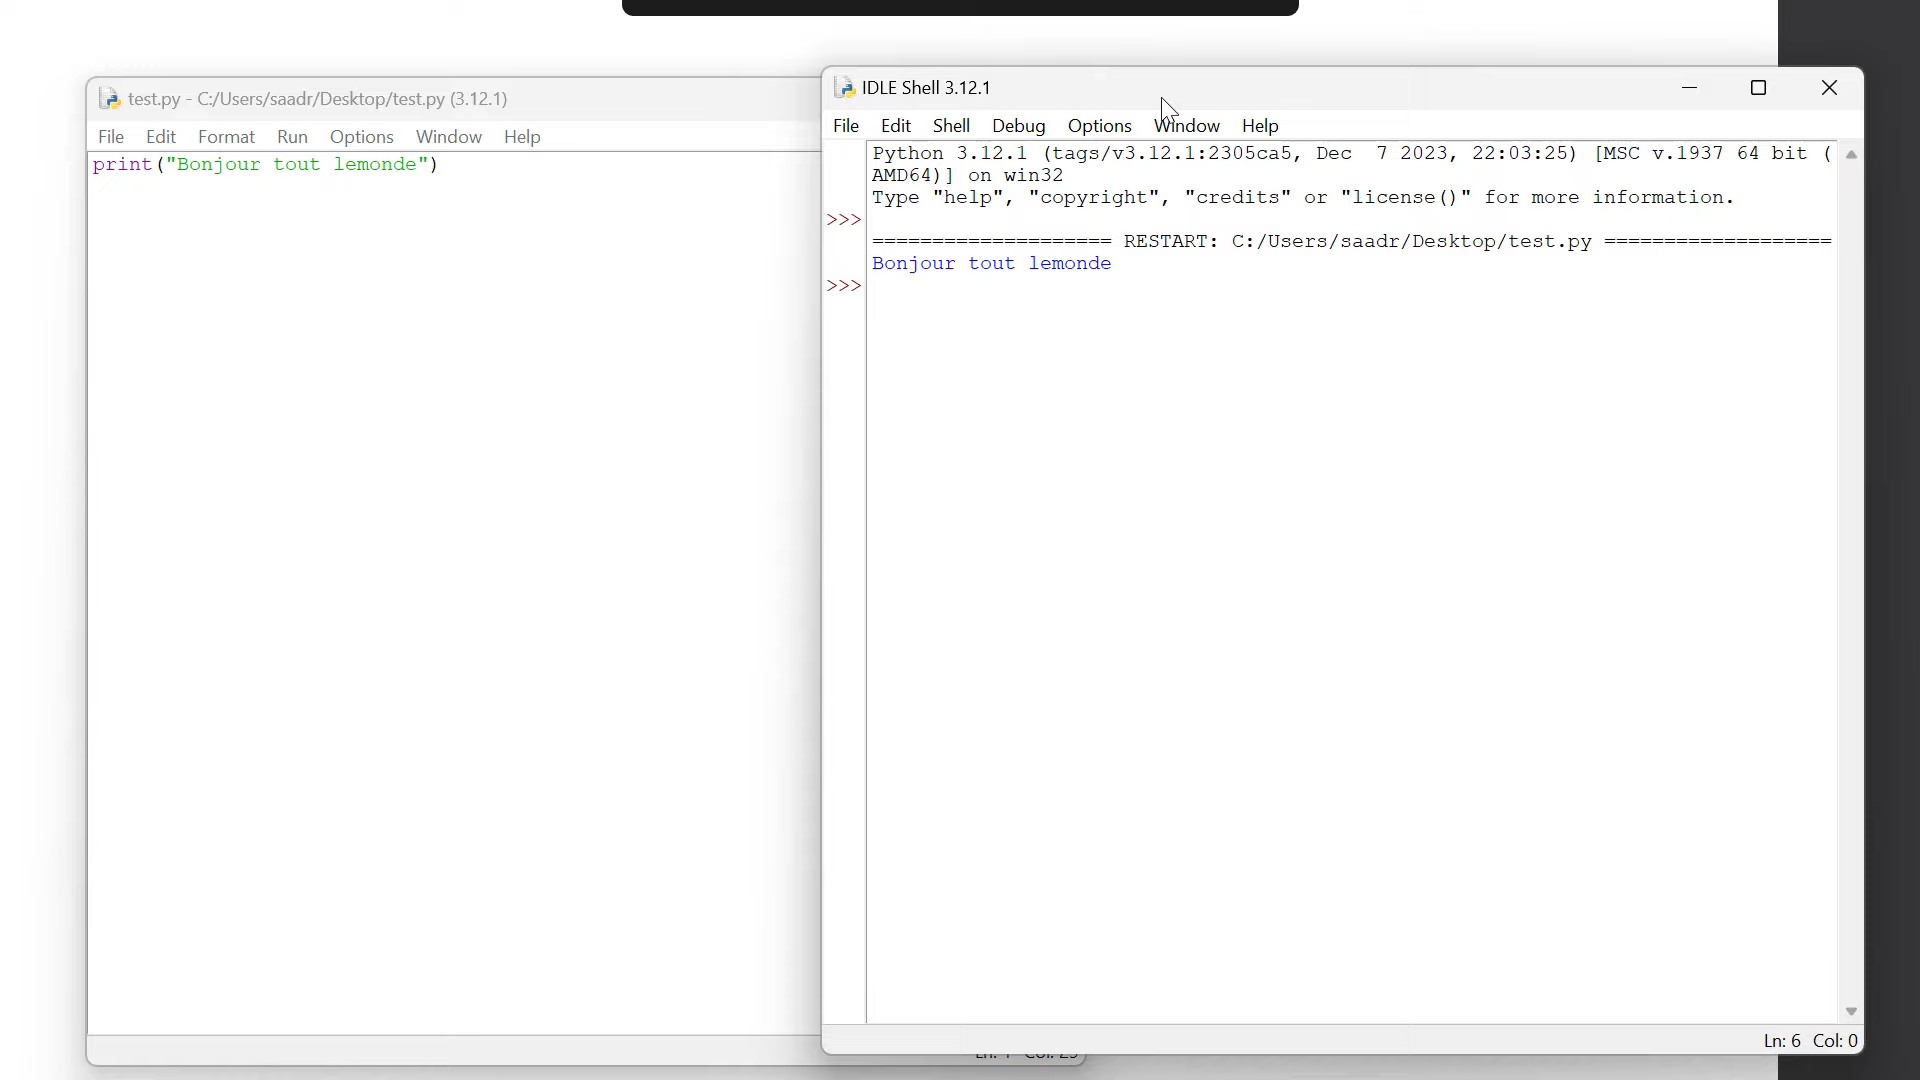 test.py - C:/Users/saadr/Desktop/test.py (3.12.1)
File Edit Format Run Options Window Help
print("Bonjour tout lemonde")
IDLE Shell 3.12.1
File Edit Shell Debug Options Window Help
Python 3.12.1 (tags/v3.12.1:2305ca5, Dec  7 2023, 22:03:25) [MSC v.1937 64 bit (
AMD64)] on win32
Type "help", "copyright", "credits" or "license()" for more information.
>>>
==================== RESTART: C:/Users/saadr/Desktop/test.py ===================
Bonjour tout lemonde
>>>
Ln: 6 Col: 0